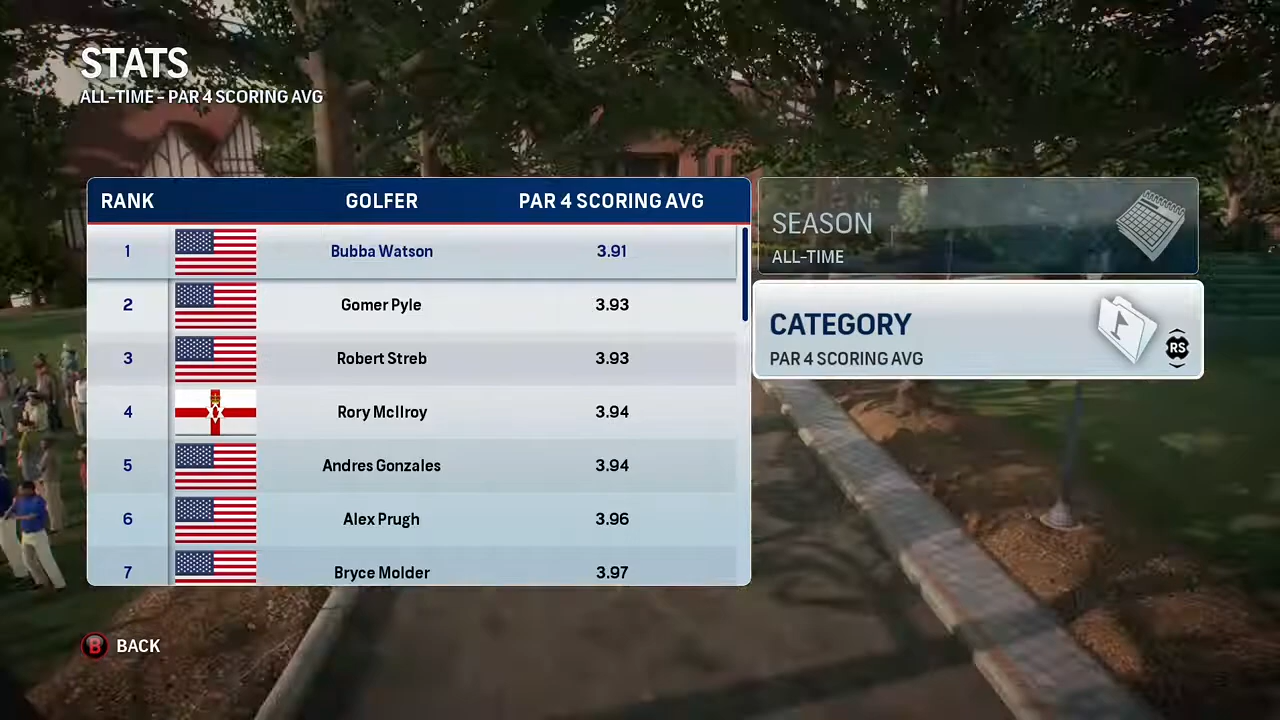 STATS
ALL-TIME - PAR 4 SCORING AVG
RANK GOLFER PAR 4 SCORING AVG
1 Bubba Watson 3.91
2 Gomer Pyle 3.93
3 Robert Streb 3.93
4 Rory McIlroy 3.94
5 Andres Gonzales 3.94
6 Alex Prugh 3.96
7 Bryce Molder 3.97
SEASON
ALL-TIME
CATEGORY
PAR 4 SCORING AVG
RS
B BACK